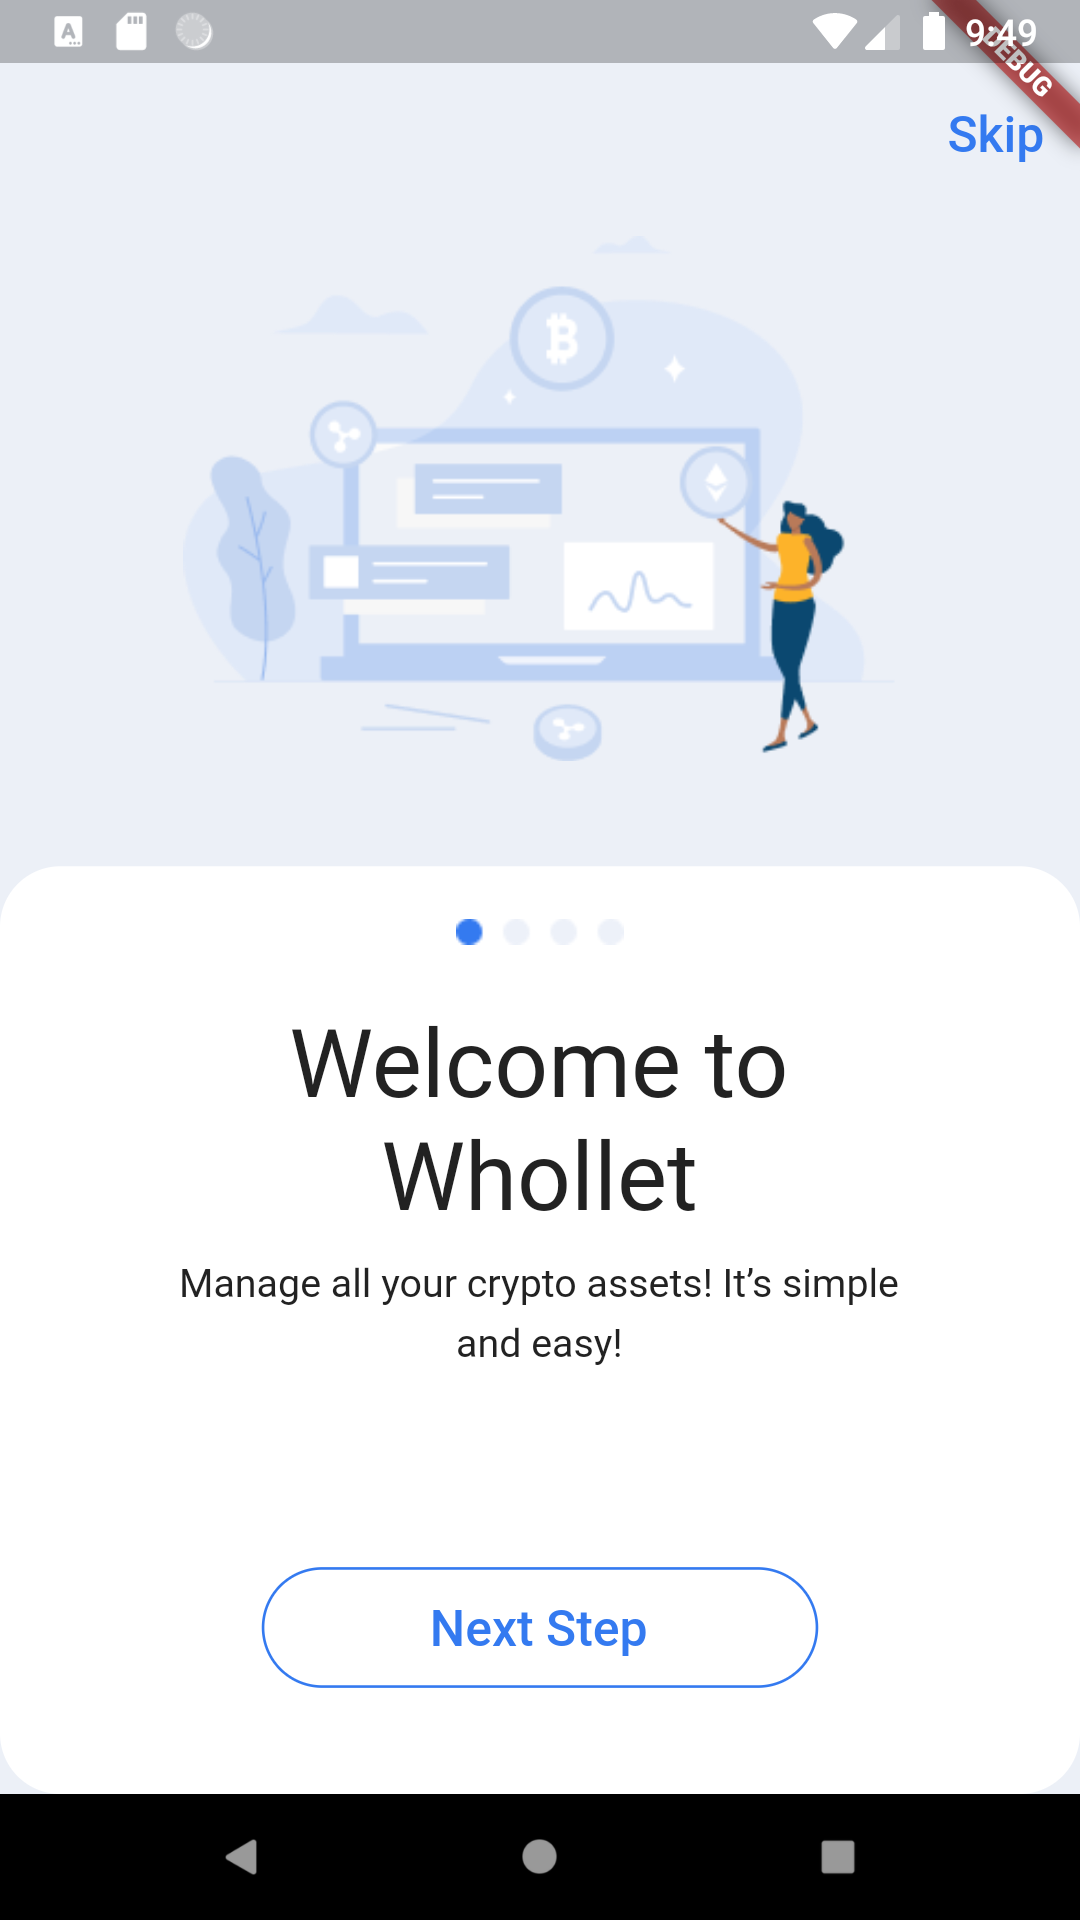 9:49
DEBUG
Skip
Welcome to
Whollet
Manage all your crypto assets! It’s simple
and easy!
Next Step